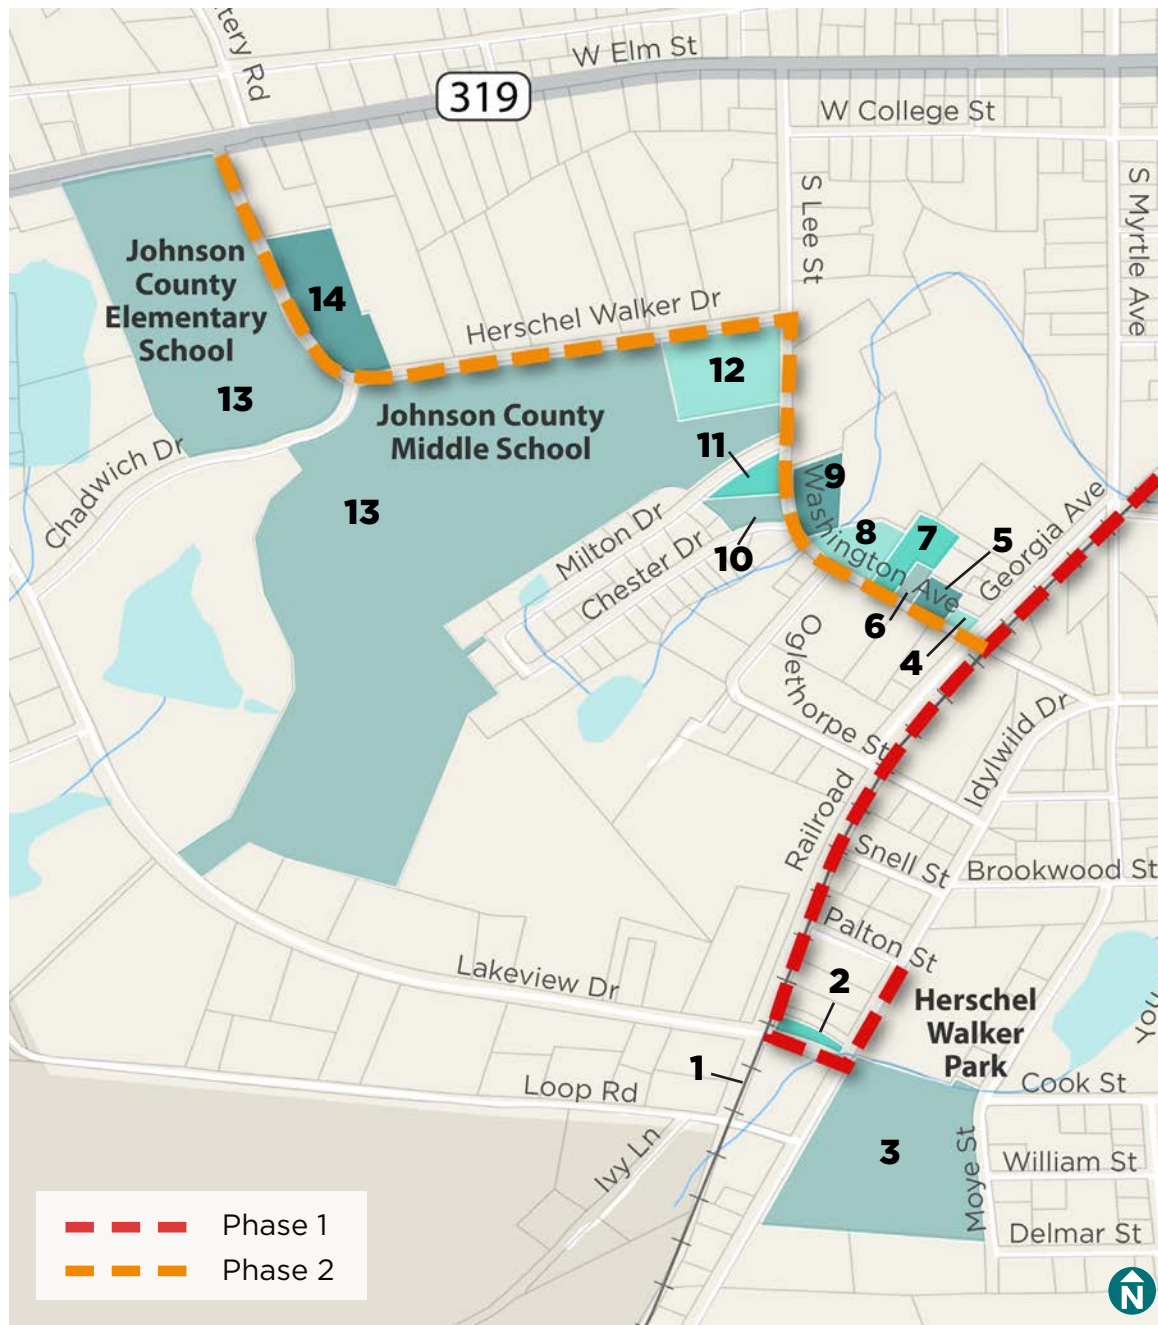 tery Rd
W Elm St
319
W College St
S Lee St
S Myrtle Ave
Johnson
County
Elementary
School
14
Herschel Walker Dr
12
13
Johnson County
Middle School
11
Chadwich Dr
9
Washington Ave
13
8
7
5
Georgia Ave
Milton Dr
10
Chester Dr
6
4
Oglethorpe St
Idylwild Dr
Railroad
Snell St
Brookwood St
Palton St
Lakeview Dr
2
Herschel
Walker
Park
You
1
Loop Rd
Cook St
Ivy Ln
3
Moye St
William St
Delmar St
Phase 1
Phase 2
N